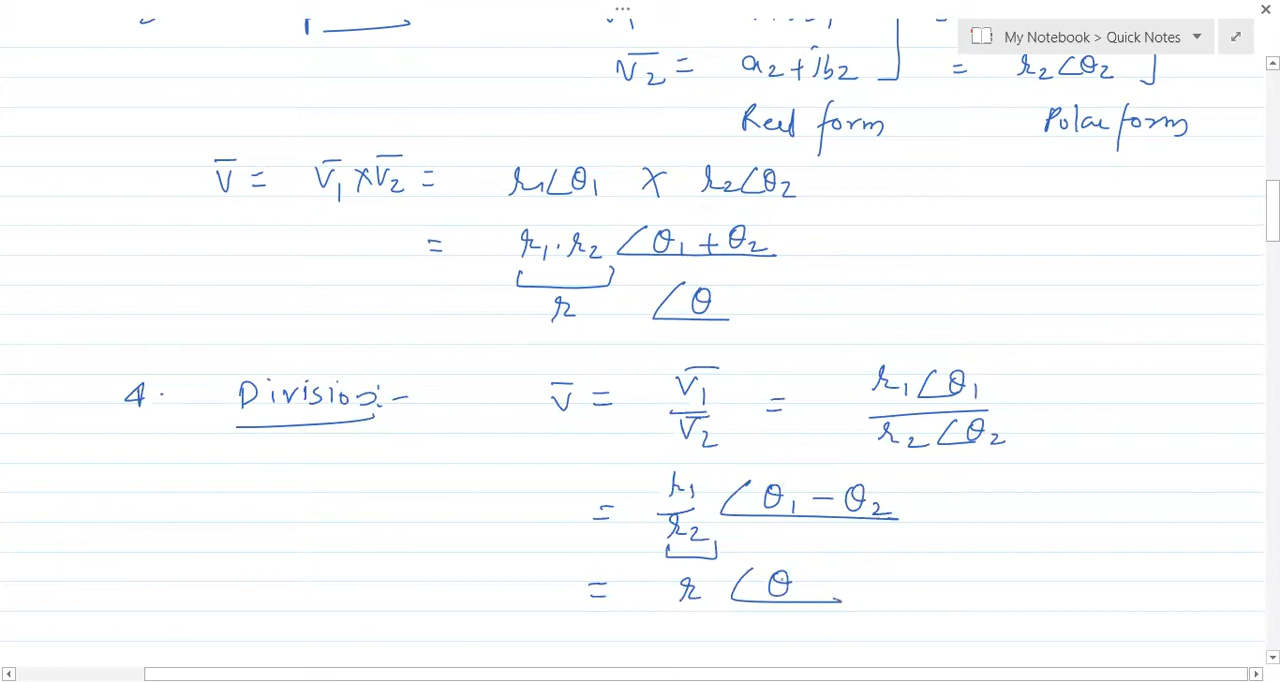 My Notebook > Quick Notes
V̅2 = a2+jb2 = r2∠θ2
Real form Polar form
V̅ = V̅1 × V̅2 = r1∠θ1 × r2∠θ2
= r1·r2 ∠θ1+θ2
r ∠θ
4. Division:- V̅ = V̅1/V̅2 = r1∠θ1/r2∠θ2
= r1/r2 ∠θ1-θ2
= r ∠θ